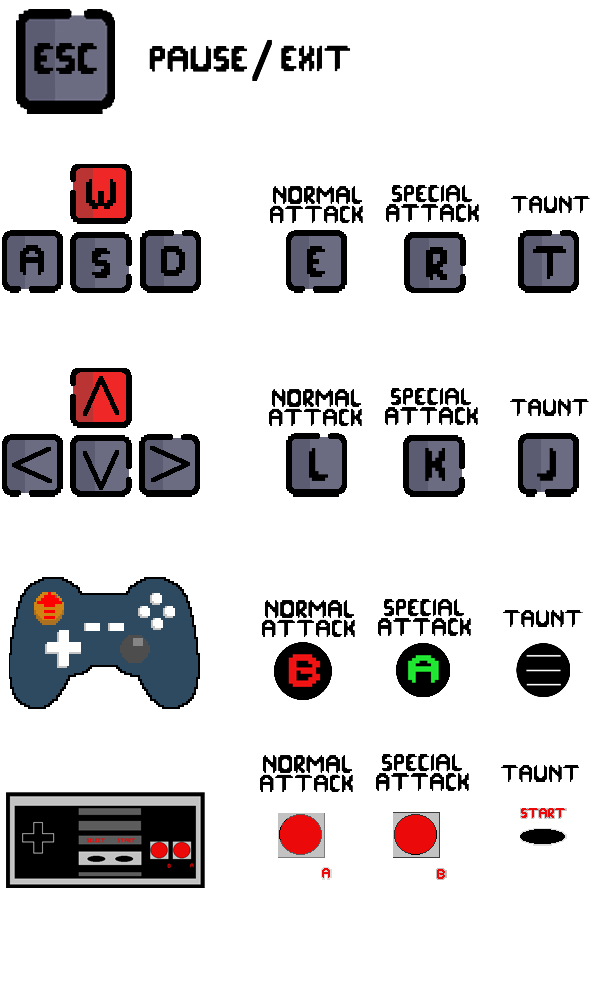 ESC PAUSE/EXIT
W
NORMAL ATTACK SPECIAL ATTACK TAUNT
A S D E R T
^
NORMAL ATTACK SPECIAL ATTACK TAUNT
< V > L K J
NORMAL ATTACK SPECIAL ATTACK TAUNT
B A
NORMAL ATTACK SPECIAL ATTACK TAUNT
START
A B